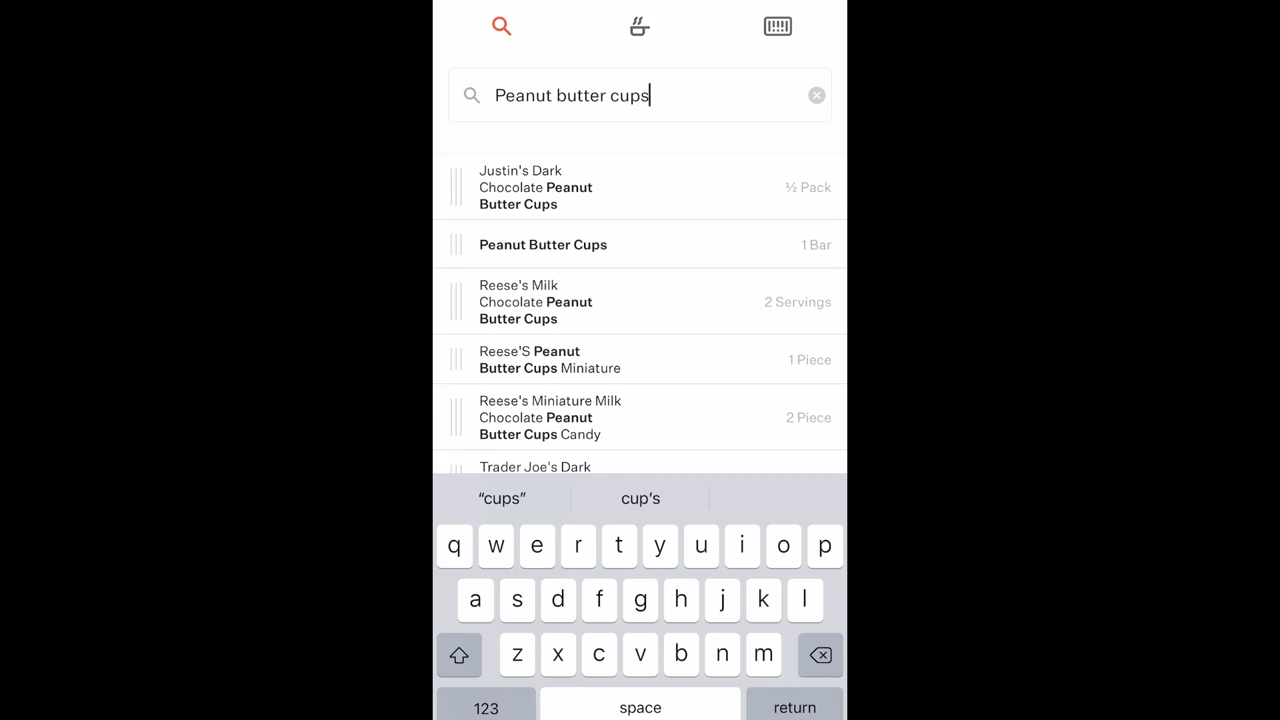 Peanut butter cups
Justin's Dark
Chocolate Peanut
Butter Cups
½ Pack
Peanut Butter Cups
1 Bar
Reese's Milk
Chocolate Peanut
Butter Cups
2 Servings
Reese'S Peanut
Butter Cups Miniature
1 Piece
Reese's Miniature Milk
Chocolate Peanut
Butter Cups Candy
2 Piece
Trader Joe's Dark
“cups” cup’s
q w e r t y u i o p
a s d f g h j k l
z x c v b n m
123 space return